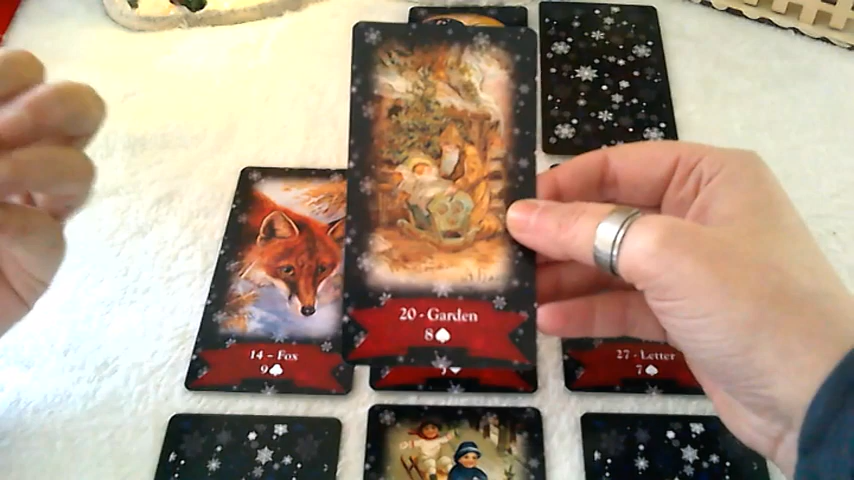 20 - Garden
8♠
14 - Fox
9♣
27 - Letter
7♠